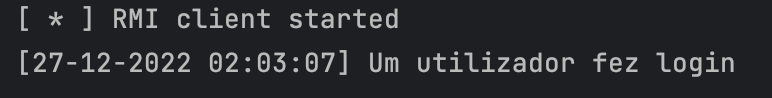 [ * ] RMI client started
[27-12-2022 02:03:07] Um utilizador fez login